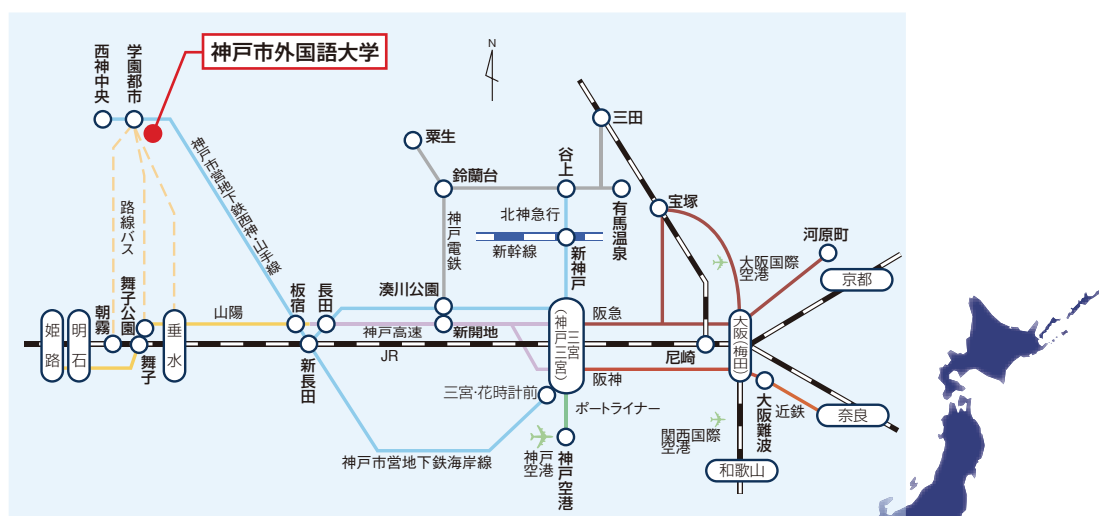 神戸市外国語大学
N
西神中央
学園都市
三田
粟生
谷上
鈴蘭台
神戸市営地下鉄西神・山手線
宝塚
有馬温泉
北神急行
路線バス
神戸電鉄
新幹線
新神戸
河原町
大阪国際
空港
京都
舞子公園
朝霧
板宿
長田
湊川公園
山陽
阪急
姫路
明石
垂水
神戸高速
新開地
三宮
(神戸三宮)
大阪(梅田)
JR
尼崎
舞子
新長田
阪神
三宮・花時計前
ポートライナー
大阪難波
近鉄
奈良
関西国際
空港
神戸
空港
神戸空港
神戸市営地下鉄海岸線
和歌山